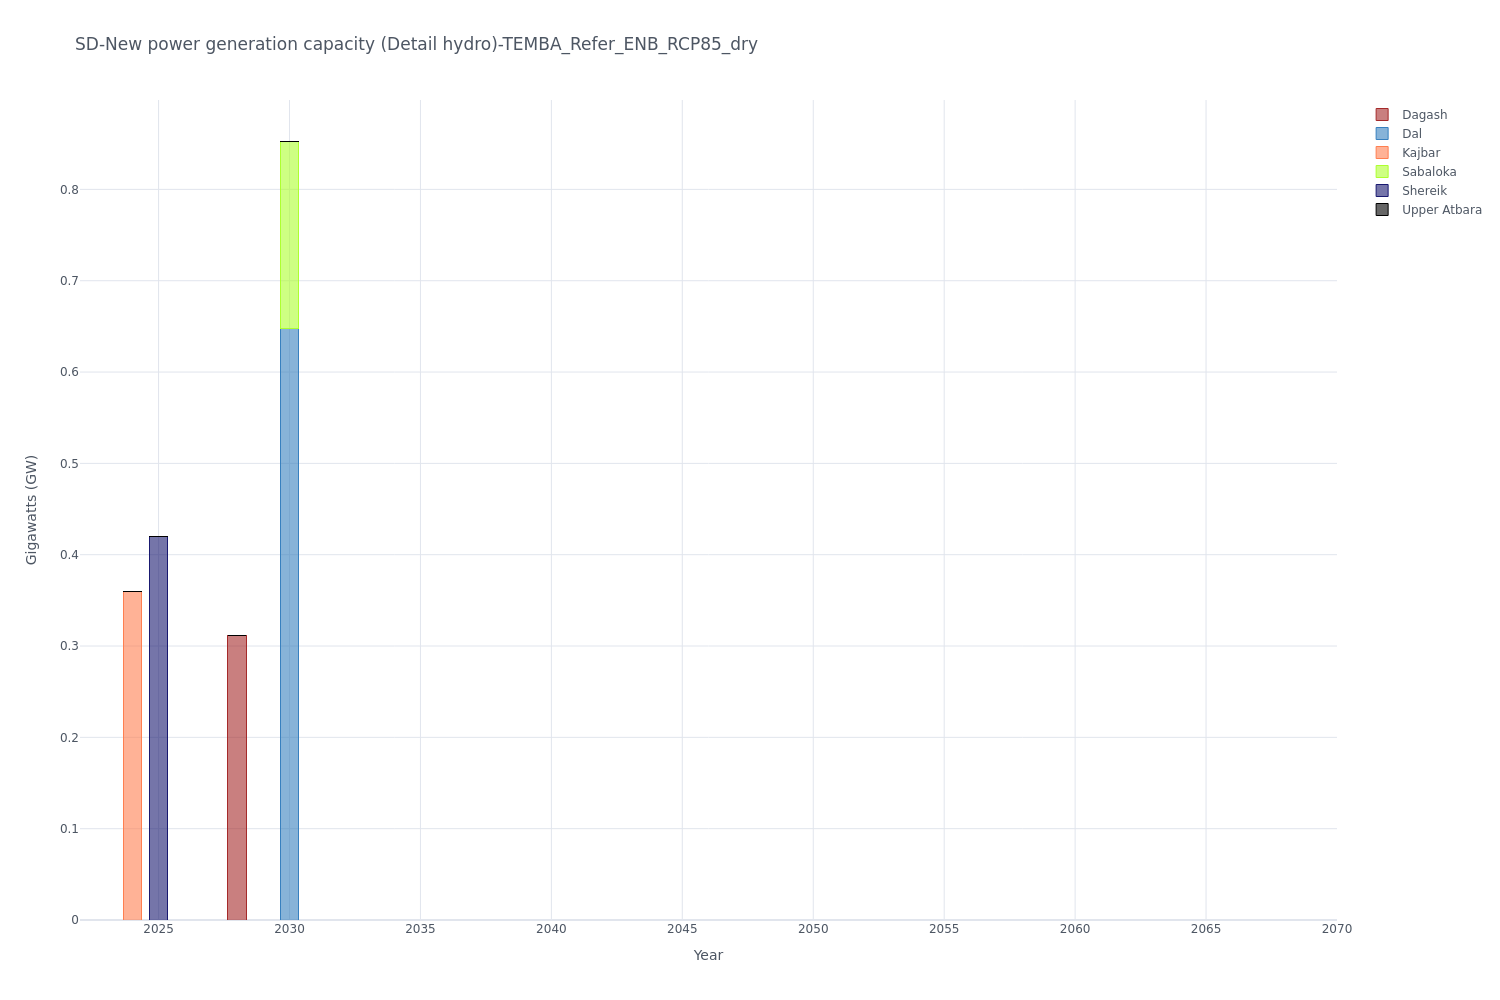 SD-New power generation capacity (Detail hydro)-TEMBA_Refer_ENB_RCP85_dry
Dagash
Dal
Kajbar
Sabaloka
Shereik
Upper Atbara
0.8
0.7
0.6
0.5
0.4
0.3
0.2
0.1
0
Gigawatts (GW)
2025 2030 2035 2040 2045 2050 2055 2060 2065 2070
Year